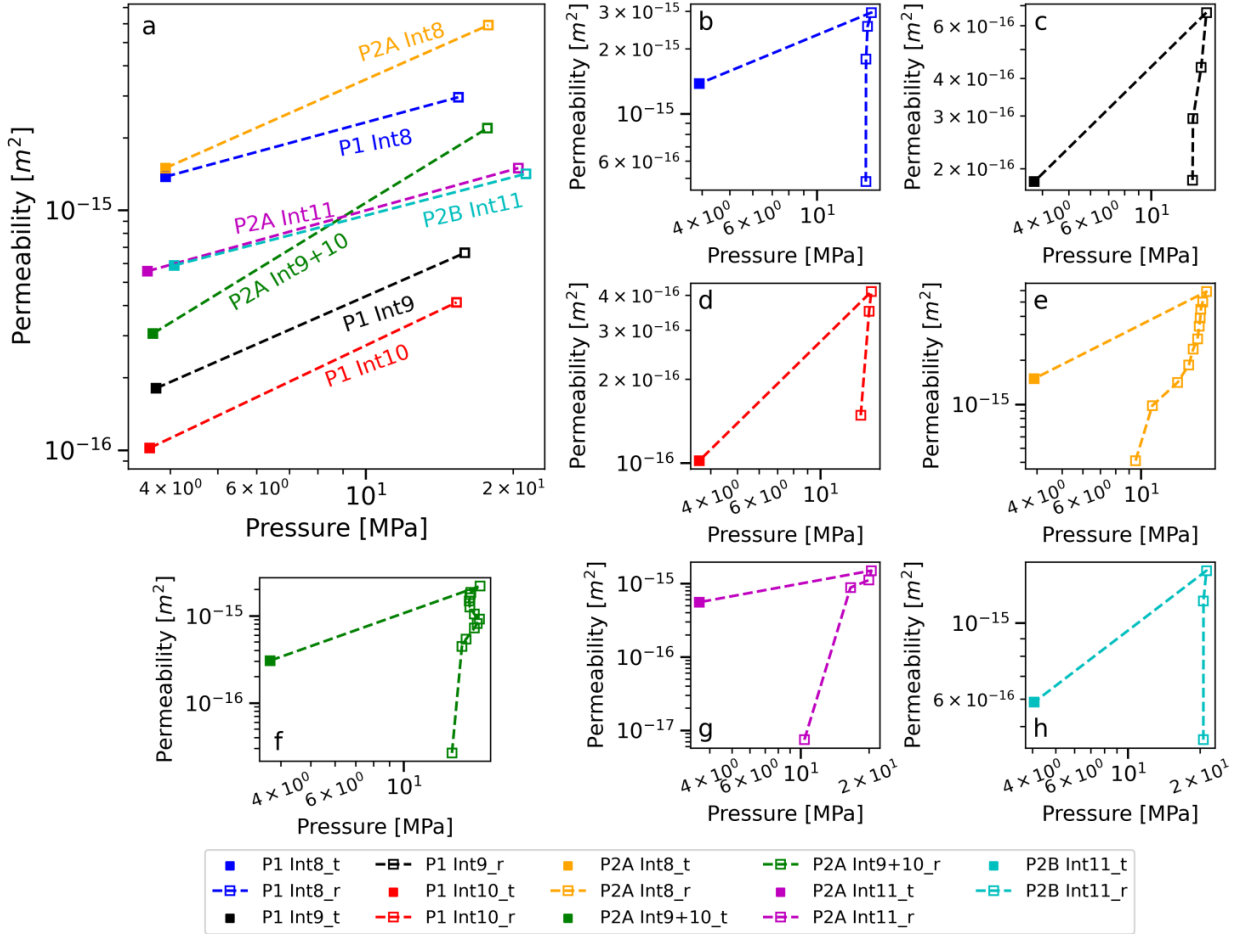 a
P2A Int8
P1 Int8
P2A Int11
P2B Int11
P2A Int9+10
P1 Int9
P1 Int10
Permeability [m²]
10⁻¹⁵
10⁻¹⁶
4 × 10⁰ 6 × 10⁰ 10¹ 2 × 10¹
Pressure [MPa]
b
Permeability [m²]
3 × 10⁻¹⁵
2 × 10⁻¹⁵
10⁻¹⁵
6 × 10⁻¹⁶
4 × 10⁰ 6 × 10⁰ 10¹
Pressure [MPa]
c
Permeability [m²]
6 × 10⁻¹⁶
4 × 10⁻¹⁶
3 × 10⁻¹⁶
2 × 10⁻¹⁶
4 × 10⁰ 6 × 10⁰ 10¹
Pressure [MPa]
d
Permeability [m²]
4 × 10⁻¹⁶
3 × 10⁻¹⁶
2 × 10⁻¹⁶
10⁻¹⁶
4 × 10⁰ 6 × 10⁰ 10¹
Pressure [MPa]
e
Permeability [m²]
10⁻¹⁵
4 × 10⁰ 6 × 10⁰ 10¹
Pressure [MPa]
f
Permeability [m²]
10⁻¹⁵
10⁻¹⁶
4 × 10⁰ 6 × 10⁰ 10¹
Pressure [MPa]
g
Permeability [m²]
10⁻¹⁵
10⁻¹⁶
10⁻¹⁷
4 × 10⁰ 6 × 10⁰ 10¹ 2 × 10¹
Pressure [MPa]
h
Permeability [m²]
10⁻¹⁵
6 × 10⁻¹⁶
4 × 10⁰ 6 × 10⁰ 10¹ 2 × 10¹
Pressure [MPa]
P1 Int8_t
P1 Int8_r
P1 Int9_t
P1 Int9_r
P1 Int10_t
P1 Int10_r
P2A Int8_t
P2A Int8_r
P2A Int9+10_t
P2A Int9+10_r
P2A Int11_t
P2A Int11_r
P2B Int11_t
P2B Int11_r